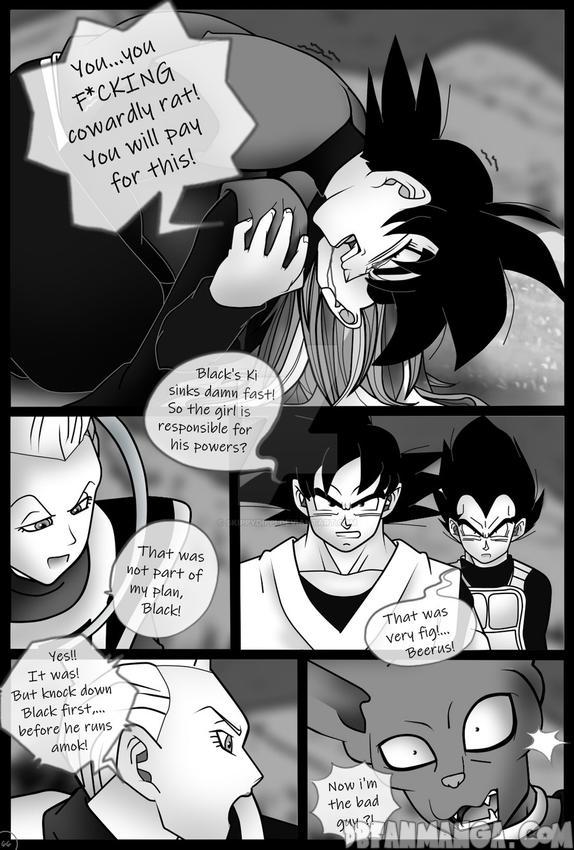 You...you
F*CKING
cowardly rat!
You will pay
for this!
Black's Ki
sinks damn fast!
So the girl is
responsible for
his powers?
That was
not part of
my plan,
Black!
That was
very fig!...
Beerus!
Yes!!
It was!
But knock down
Black first,...
before he runs
amok!
Now i'm
the bad
guy ?!
66
DBFANMANGA.COM